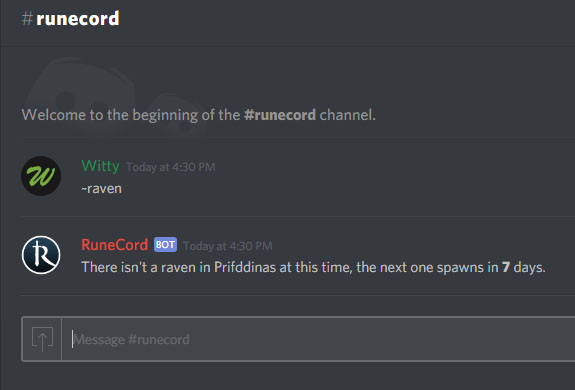 #runecord
Welcome to the beginning of the #runecord channel.
W
Witty Today at 4:30 PM
~raven
R
RuneCord BOT Today at 4:30 PM
There isn't a raven in Prifddinas at this time, the next one spawns in 7 days.
Message #runecord